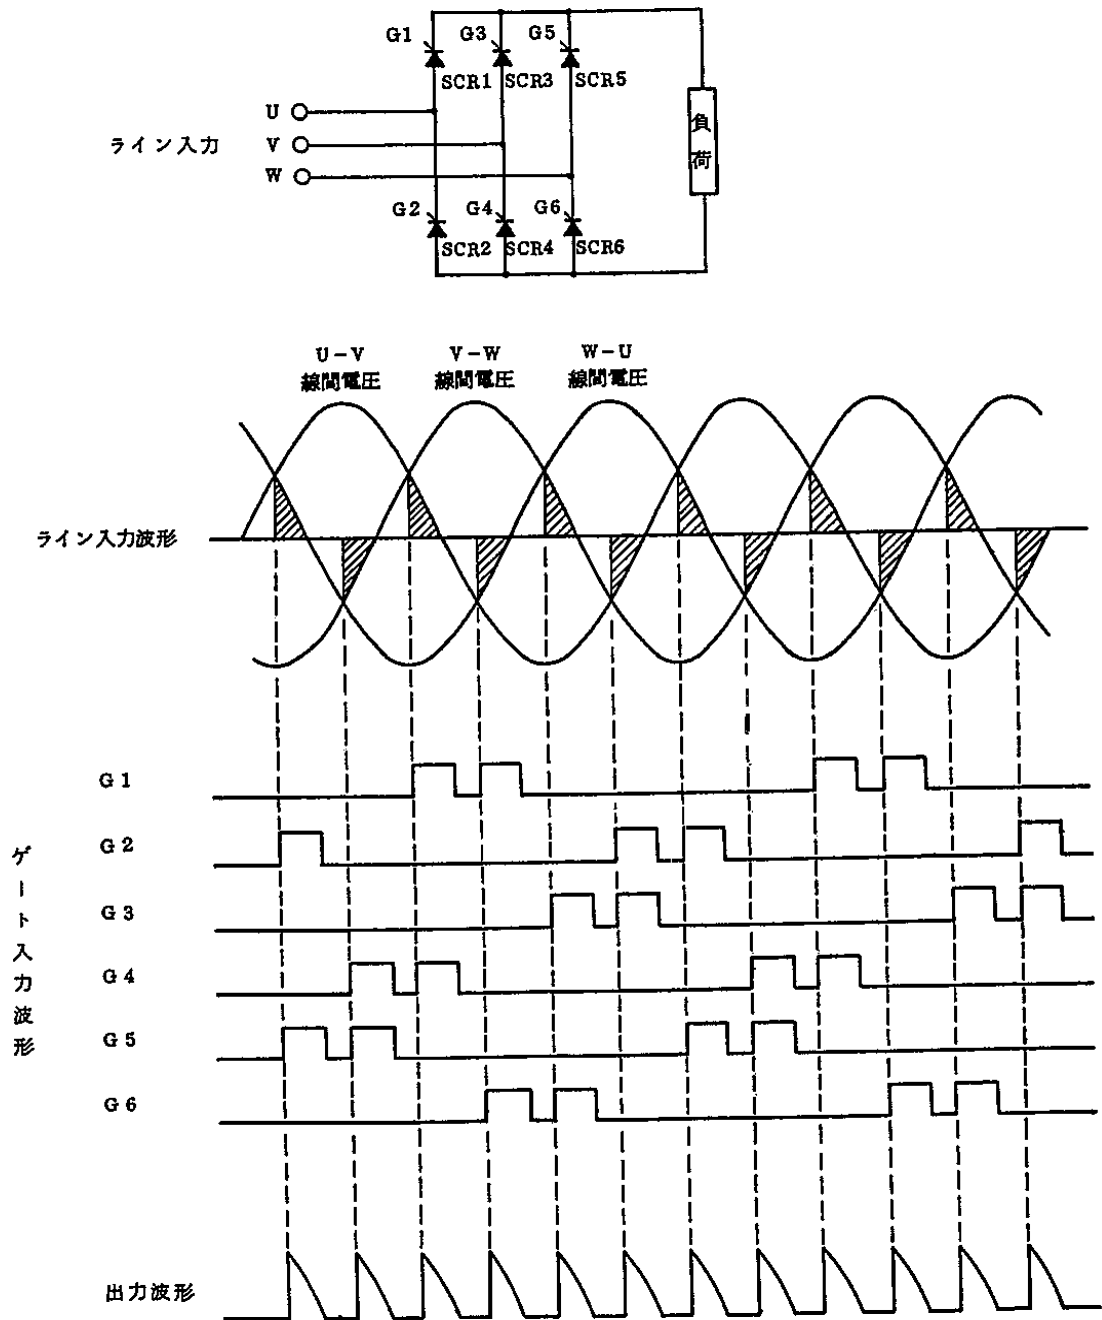 G1 G3 G5
SCR1 SCR3 SCR5
U
ライン入力 V
W
負荷
G2 G4 G6
SCR2 SCR4 SCR6
U-V 線間電圧
V-W 線間電圧
W-U 線間電圧
ライン入力波形
ゲート入力波形
G1
G2
G3
G4
G5
G6
出力波形